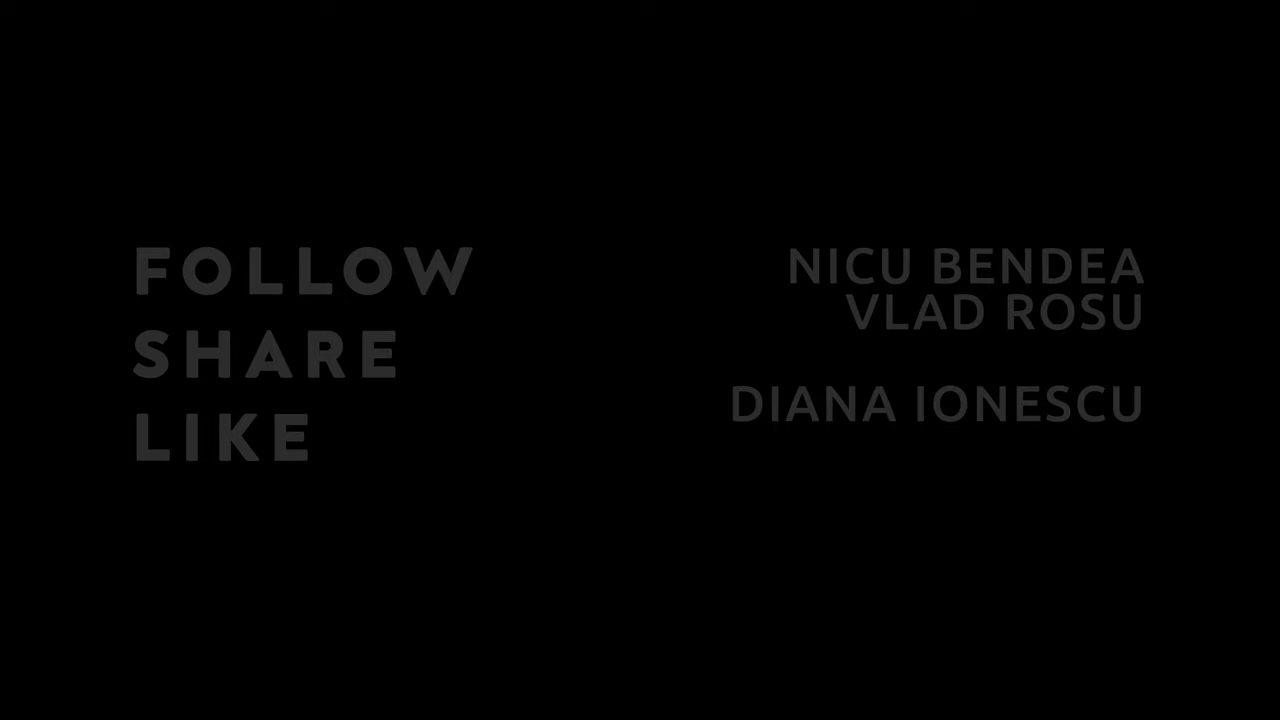 FOLLOW
SHARE
LIKE
NICU BENDEA
VLAD ROSU
DIANA IONESCU